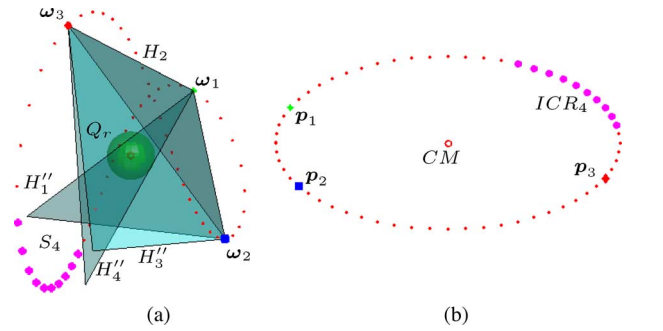 ω₃
H₂
ω₁
Qᵣ
H₁″
S₄
H₄″
H₃″
ω₂
(a)
ICR₄
p₁
CM
p₂
p₃
(b)